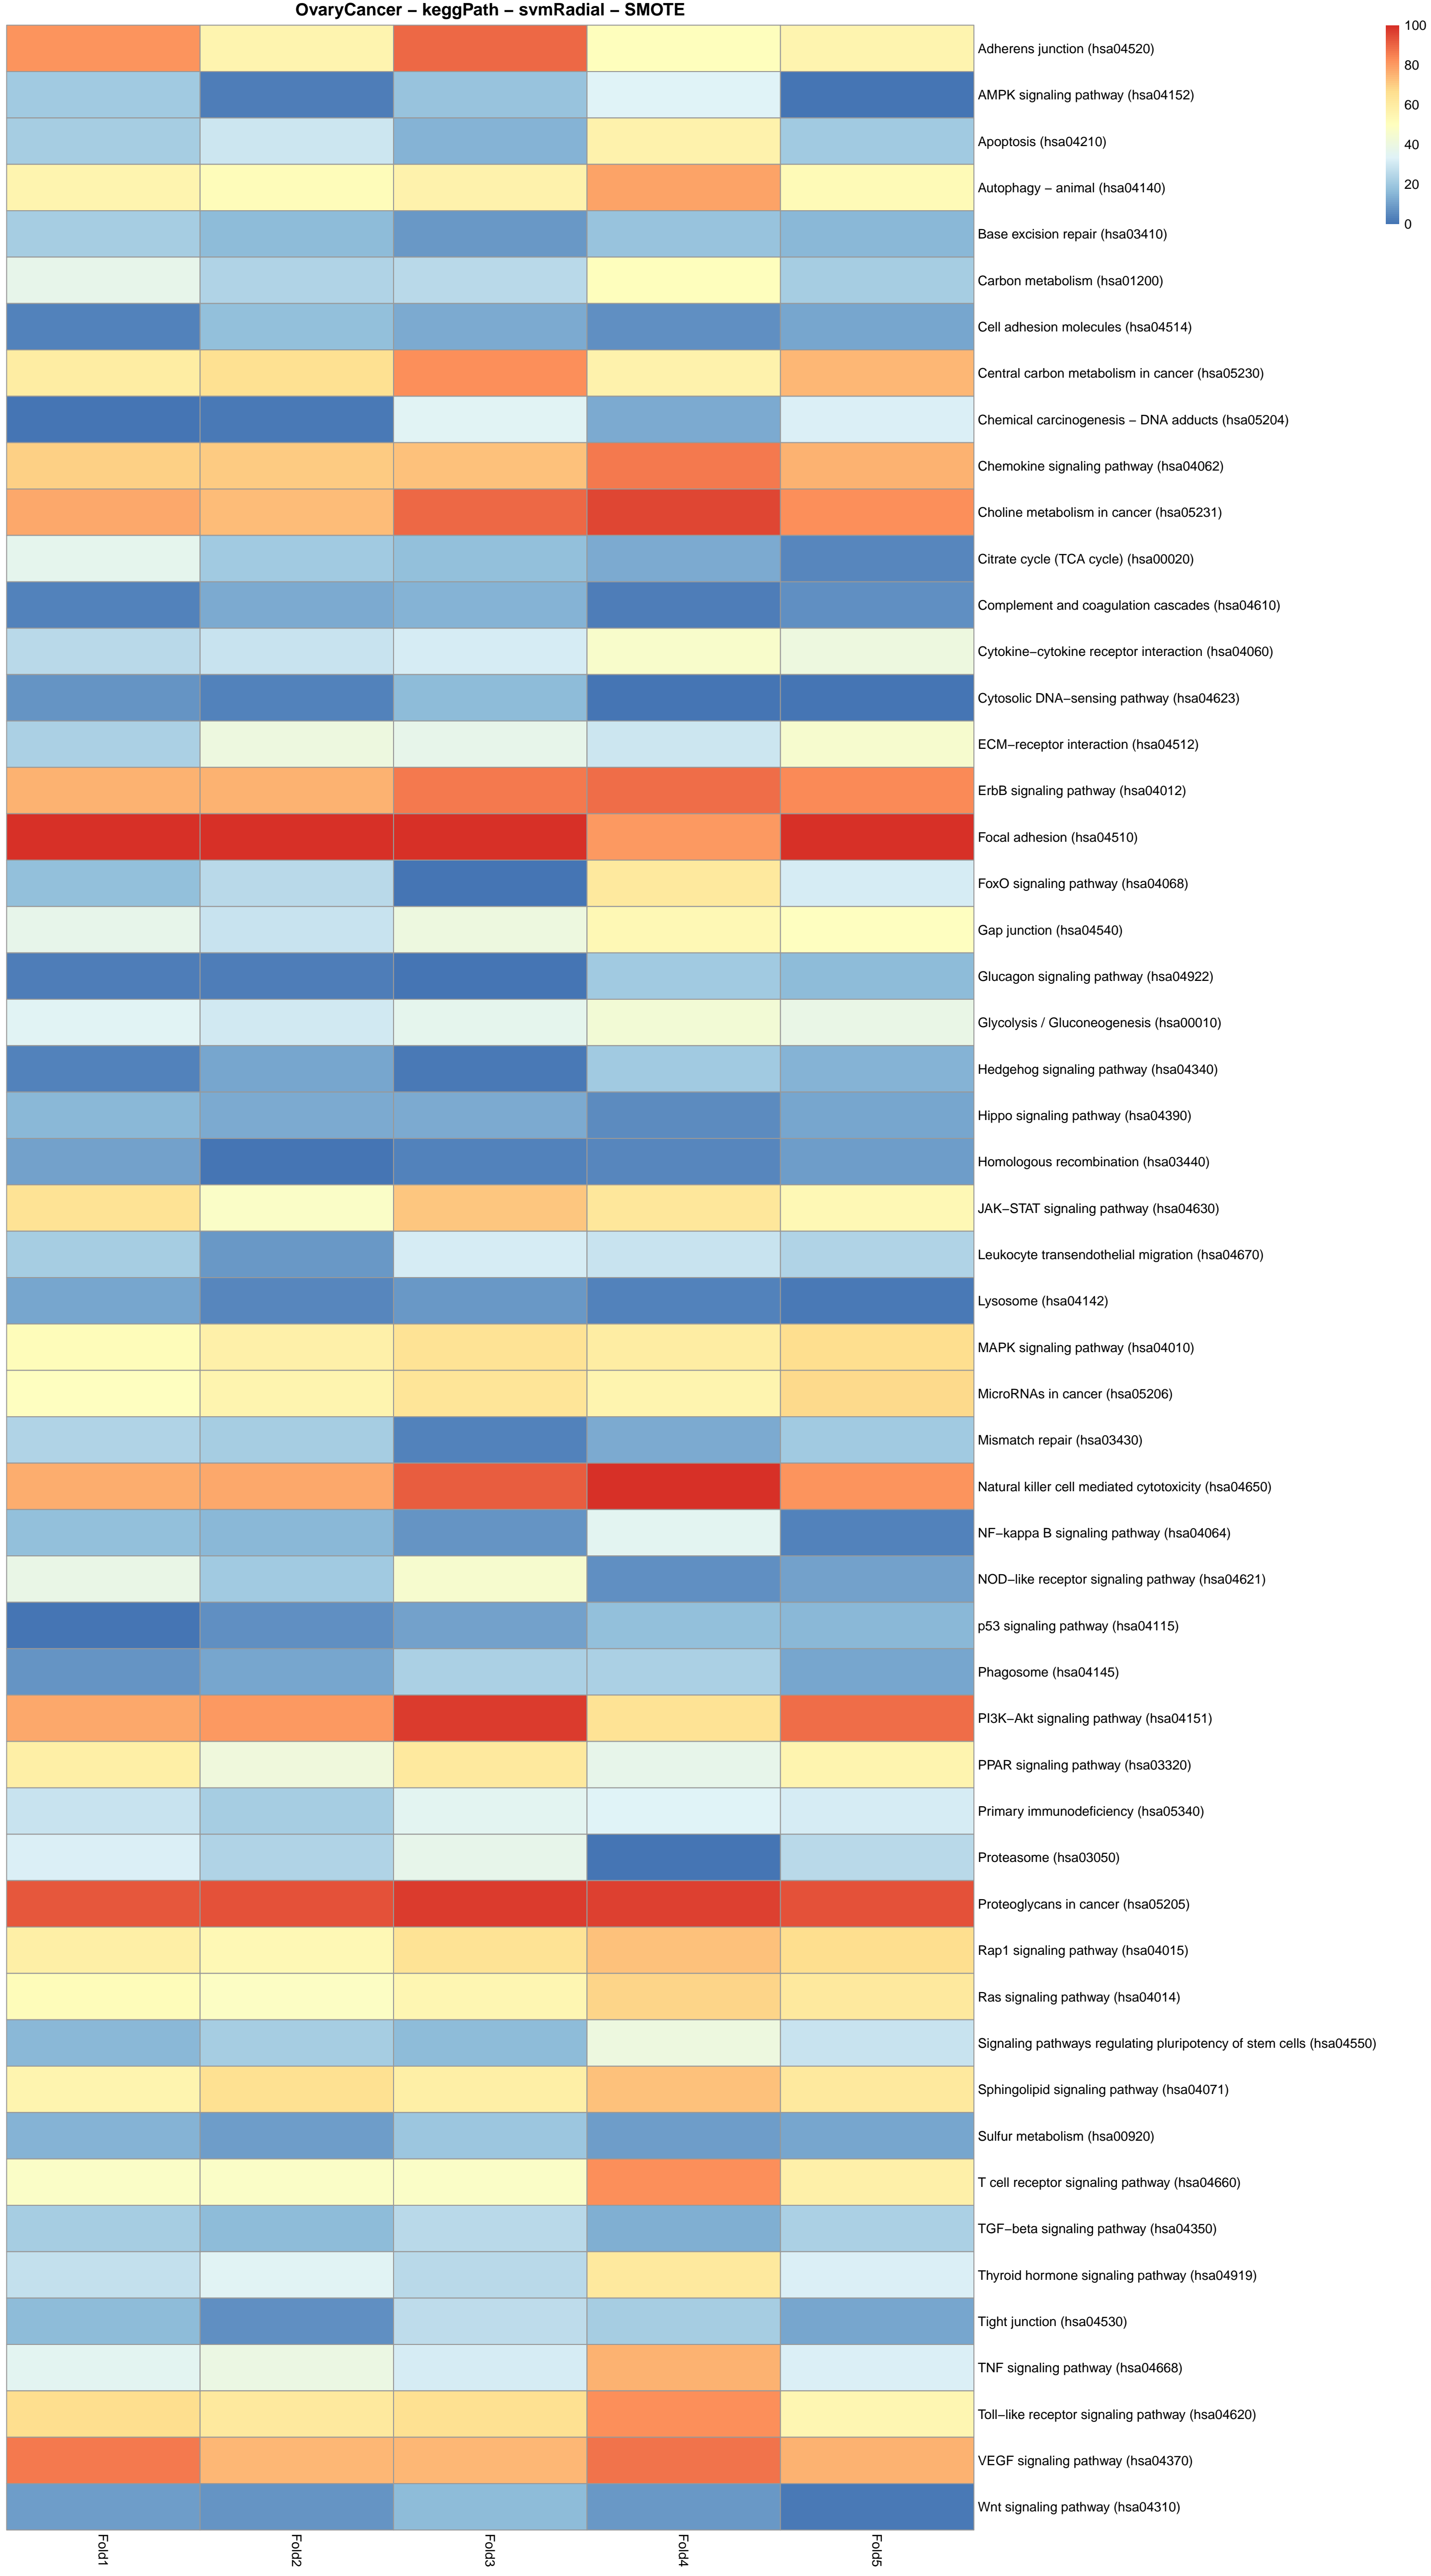 OvaryCancer − keggPath − svmRadial − SMOTE
100
80
60
40
20
0
Adherens junction (hsa04520)
AMPK signaling pathway (hsa04152)
Apoptosis (hsa04210)
Autophagy − animal (hsa04140)
Base excision repair (hsa03410)
Carbon metabolism (hsa01200)
Cell adhesion molecules (hsa04514)
Central carbon metabolism in cancer (hsa05230)
Chemical carcinogenesis − DNA adducts (hsa05204)
Chemokine signaling pathway (hsa04062)
Choline metabolism in cancer (hsa05231)
Citrate cycle (TCA cycle) (hsa00020)
Complement and coagulation cascades (hsa04610)
Cytokine−cytokine receptor interaction (hsa04060)
Cytosolic DNA−sensing pathway (hsa04623)
ECM−receptor interaction (hsa04512)
ErbB signaling pathway (hsa04012)
Focal adhesion (hsa04510)
FoxO signaling pathway (hsa04068)
Gap junction (hsa04540)
Glucagon signaling pathway (hsa04922)
Glycolysis / Gluconeogenesis (hsa00010)
Hedgehog signaling pathway (hsa04340)
Hippo signaling pathway (hsa04390)
Homologous recombination (hsa03440)
JAK−STAT signaling pathway (hsa04630)
Leukocyte transendothelial migration (hsa04670)
Lysosome (hsa04142)
MAPK signaling pathway (hsa04010)
MicroRNAs in cancer (hsa05206)
Mismatch repair (hsa03430)
Natural killer cell mediated cytotoxicity (hsa04650)
NF−kappa B signaling pathway (hsa04064)
NOD−like receptor signaling pathway (hsa04621)
p53 signaling pathway (hsa04115)
Phagosome (hsa04145)
PI3K−Akt signaling pathway (hsa04151)
PPAR signaling pathway (hsa03320)
Primary immunodeficiency (hsa05340)
Proteasome (hsa03050)
Proteoglycans in cancer (hsa05205)
Rap1 signaling pathway (hsa04015)
Ras signaling pathway (hsa04014)
Signaling pathways regulating pluripotency of stem cells (hsa04550)
Sphingolipid signaling pathway (hsa04071)
Sulfur metabolism (hsa00920)
T cell receptor signaling pathway (hsa04660)
TGF−beta signaling pathway (hsa04350)
Thyroid hormone signaling pathway (hsa04919)
Tight junction (hsa04530)
TNF signaling pathway (hsa04668)
Toll−like receptor signaling pathway (hsa04620)
VEGF signaling pathway (hsa04370)
Wnt signaling pathway (hsa04310)
Fold1
Fold2
Fold3
Fold4
Fold5